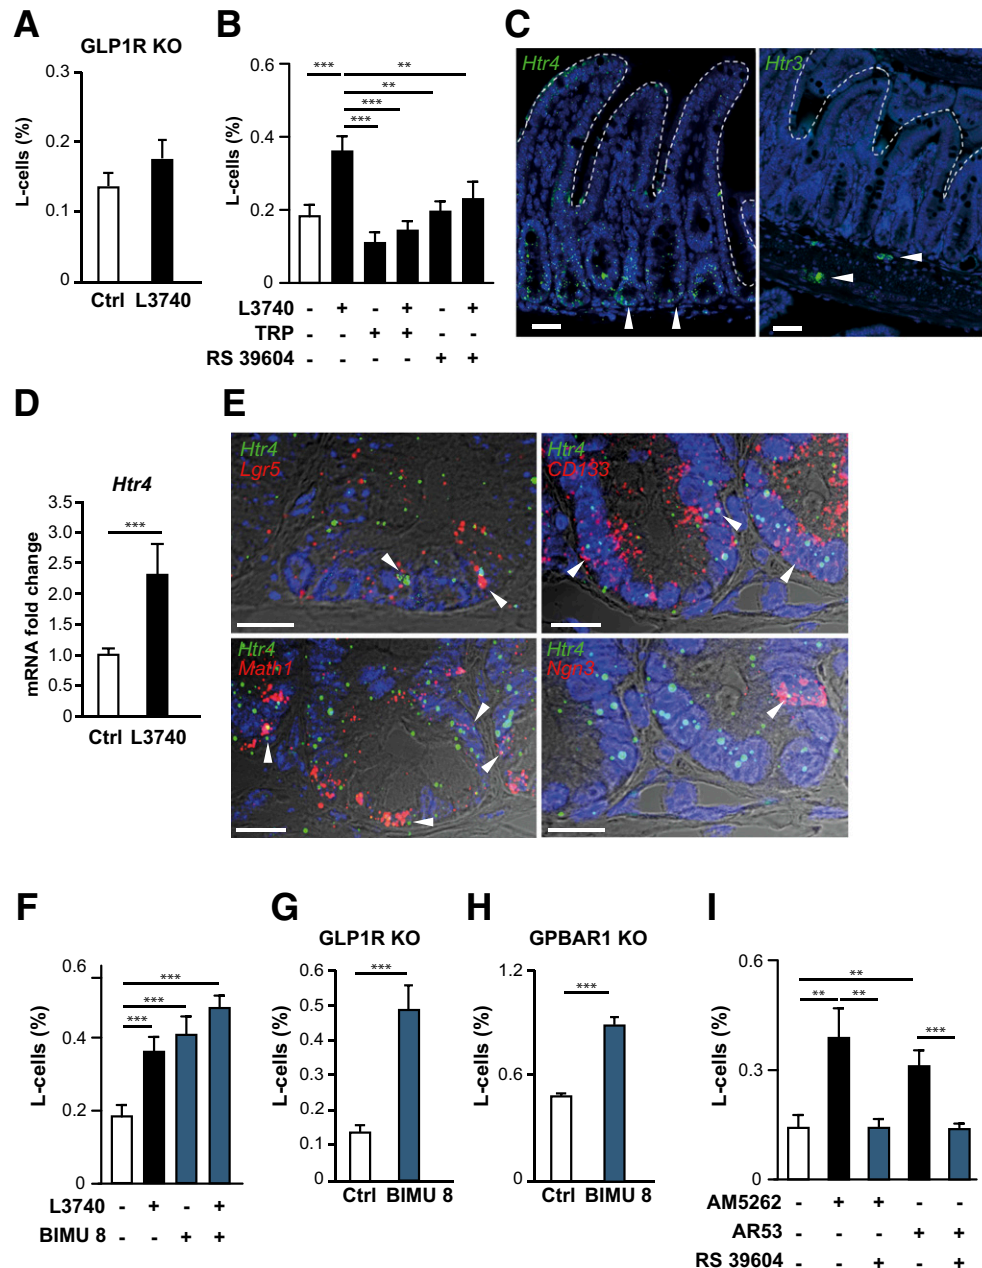 A
GLP1R KO
L-cells (%)
0.3
0.2
0.1
0
Ctrl L3740
B
L-cells (%)
0.6
0.4
0.2
0
***
**
**
***
***
L3740 - + - + - +
TRP - - + + - -
RS 39604 - - - - + +
C
Htr4
Htr3
D
Htr4
mRNA fold change
3.5
3.0
2.5
2.0
1.5
1.0
0.5
0
***
Ctrl L3740
E
Htr4
Lgr5
Htr4
CD133
Htr4
Math1
Htr4
Ngn3
F
L-cells (%)
0.6
0.4
0.2
0
***
***
***
L3740 - + - +
BIMU 8 - - + +
G
GLP1R KO
L-cells (%)
0.6
0.5
0.4
0.3
0.2
0.1
0
***
Ctrl BIMU 8
H
GPBAR1 KO
L-cells (%)
1.2
0.6
0
***
Ctrl BIMU 8
I
L-cells (%)
0.6
0.3
0
**
** **
***
AM5262 - + + - -
AR53 - - - + +
RS 39604 - - + - +